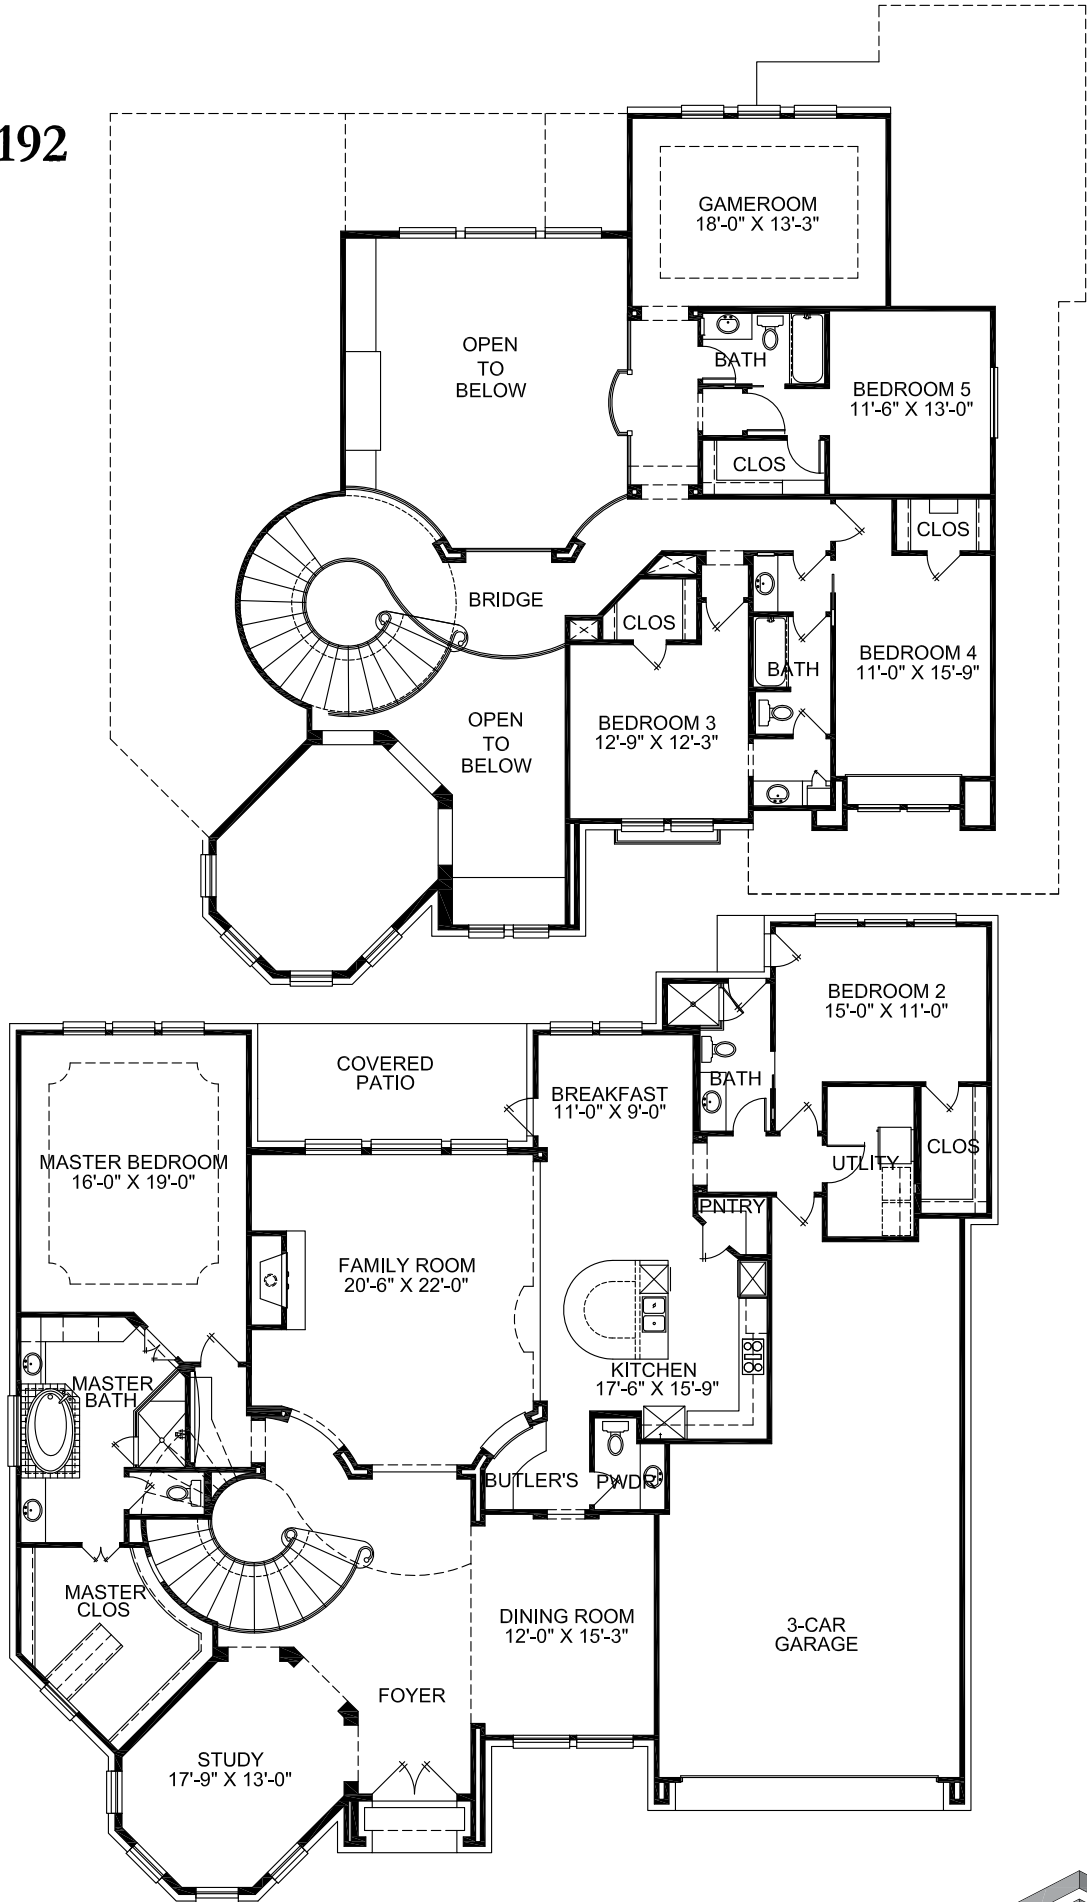 192
GAMEROOM
18'-0" X 13'-3"
OPEN
TO
BELOW
BATH
BEDROOM 5
11'-6" X 13'-0"
CLOS
CLOS
BRIDGE
CLOS
BATH
BEDROOM 4
11'-0" X 15'-9"
OPEN
TO
BELOW
BEDROOM 3
12'-9" X 12'-3"
BEDROOM 2
15'-0" X 11'-0"
COVERED
PATIO
BATH
BREAKFAST
11'-0" X 9'-0"
MASTER BEDROOM
16'-0" X 19'-0"
UTLITY
CLOS
PNTRY
FAMILY ROOM
20'-6" X 22'-0"
KITCHEN
17'-6" X 15'-9"
MASTER
BATH
BUTLER'S
PWDR
MASTER
CLOS
DINING ROOM
12'-0" X 15'-3"
3-CAR
GARAGE
FOYER
STUDY
17'-9" X 13'-0"